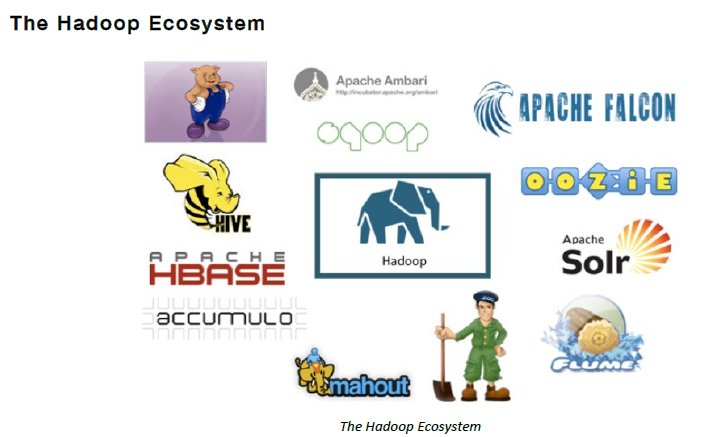 The Hadoop Ecosystem
Apache Ambari
http://incubator.apache.org/ambari
APACHE FALCON
sqoop
HIVE
OOZiE
Hadoop
Apache
Solr
APACHE
HBASE
accumulo
FLUME
mahout
The Hadoop Ecosystem